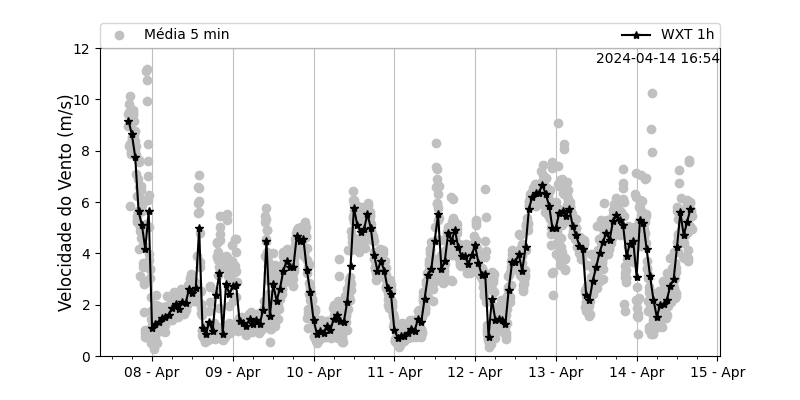 Média 5 min
WXT 1h
2024-04-14 16:54
Velocidade do Vento (m/s)
12
10
8
6
4
2
0
08 - Apr
09 - Apr
10 - Apr
11 - Apr
12 - Apr
13 - Apr
14 - Apr
15 - Apr